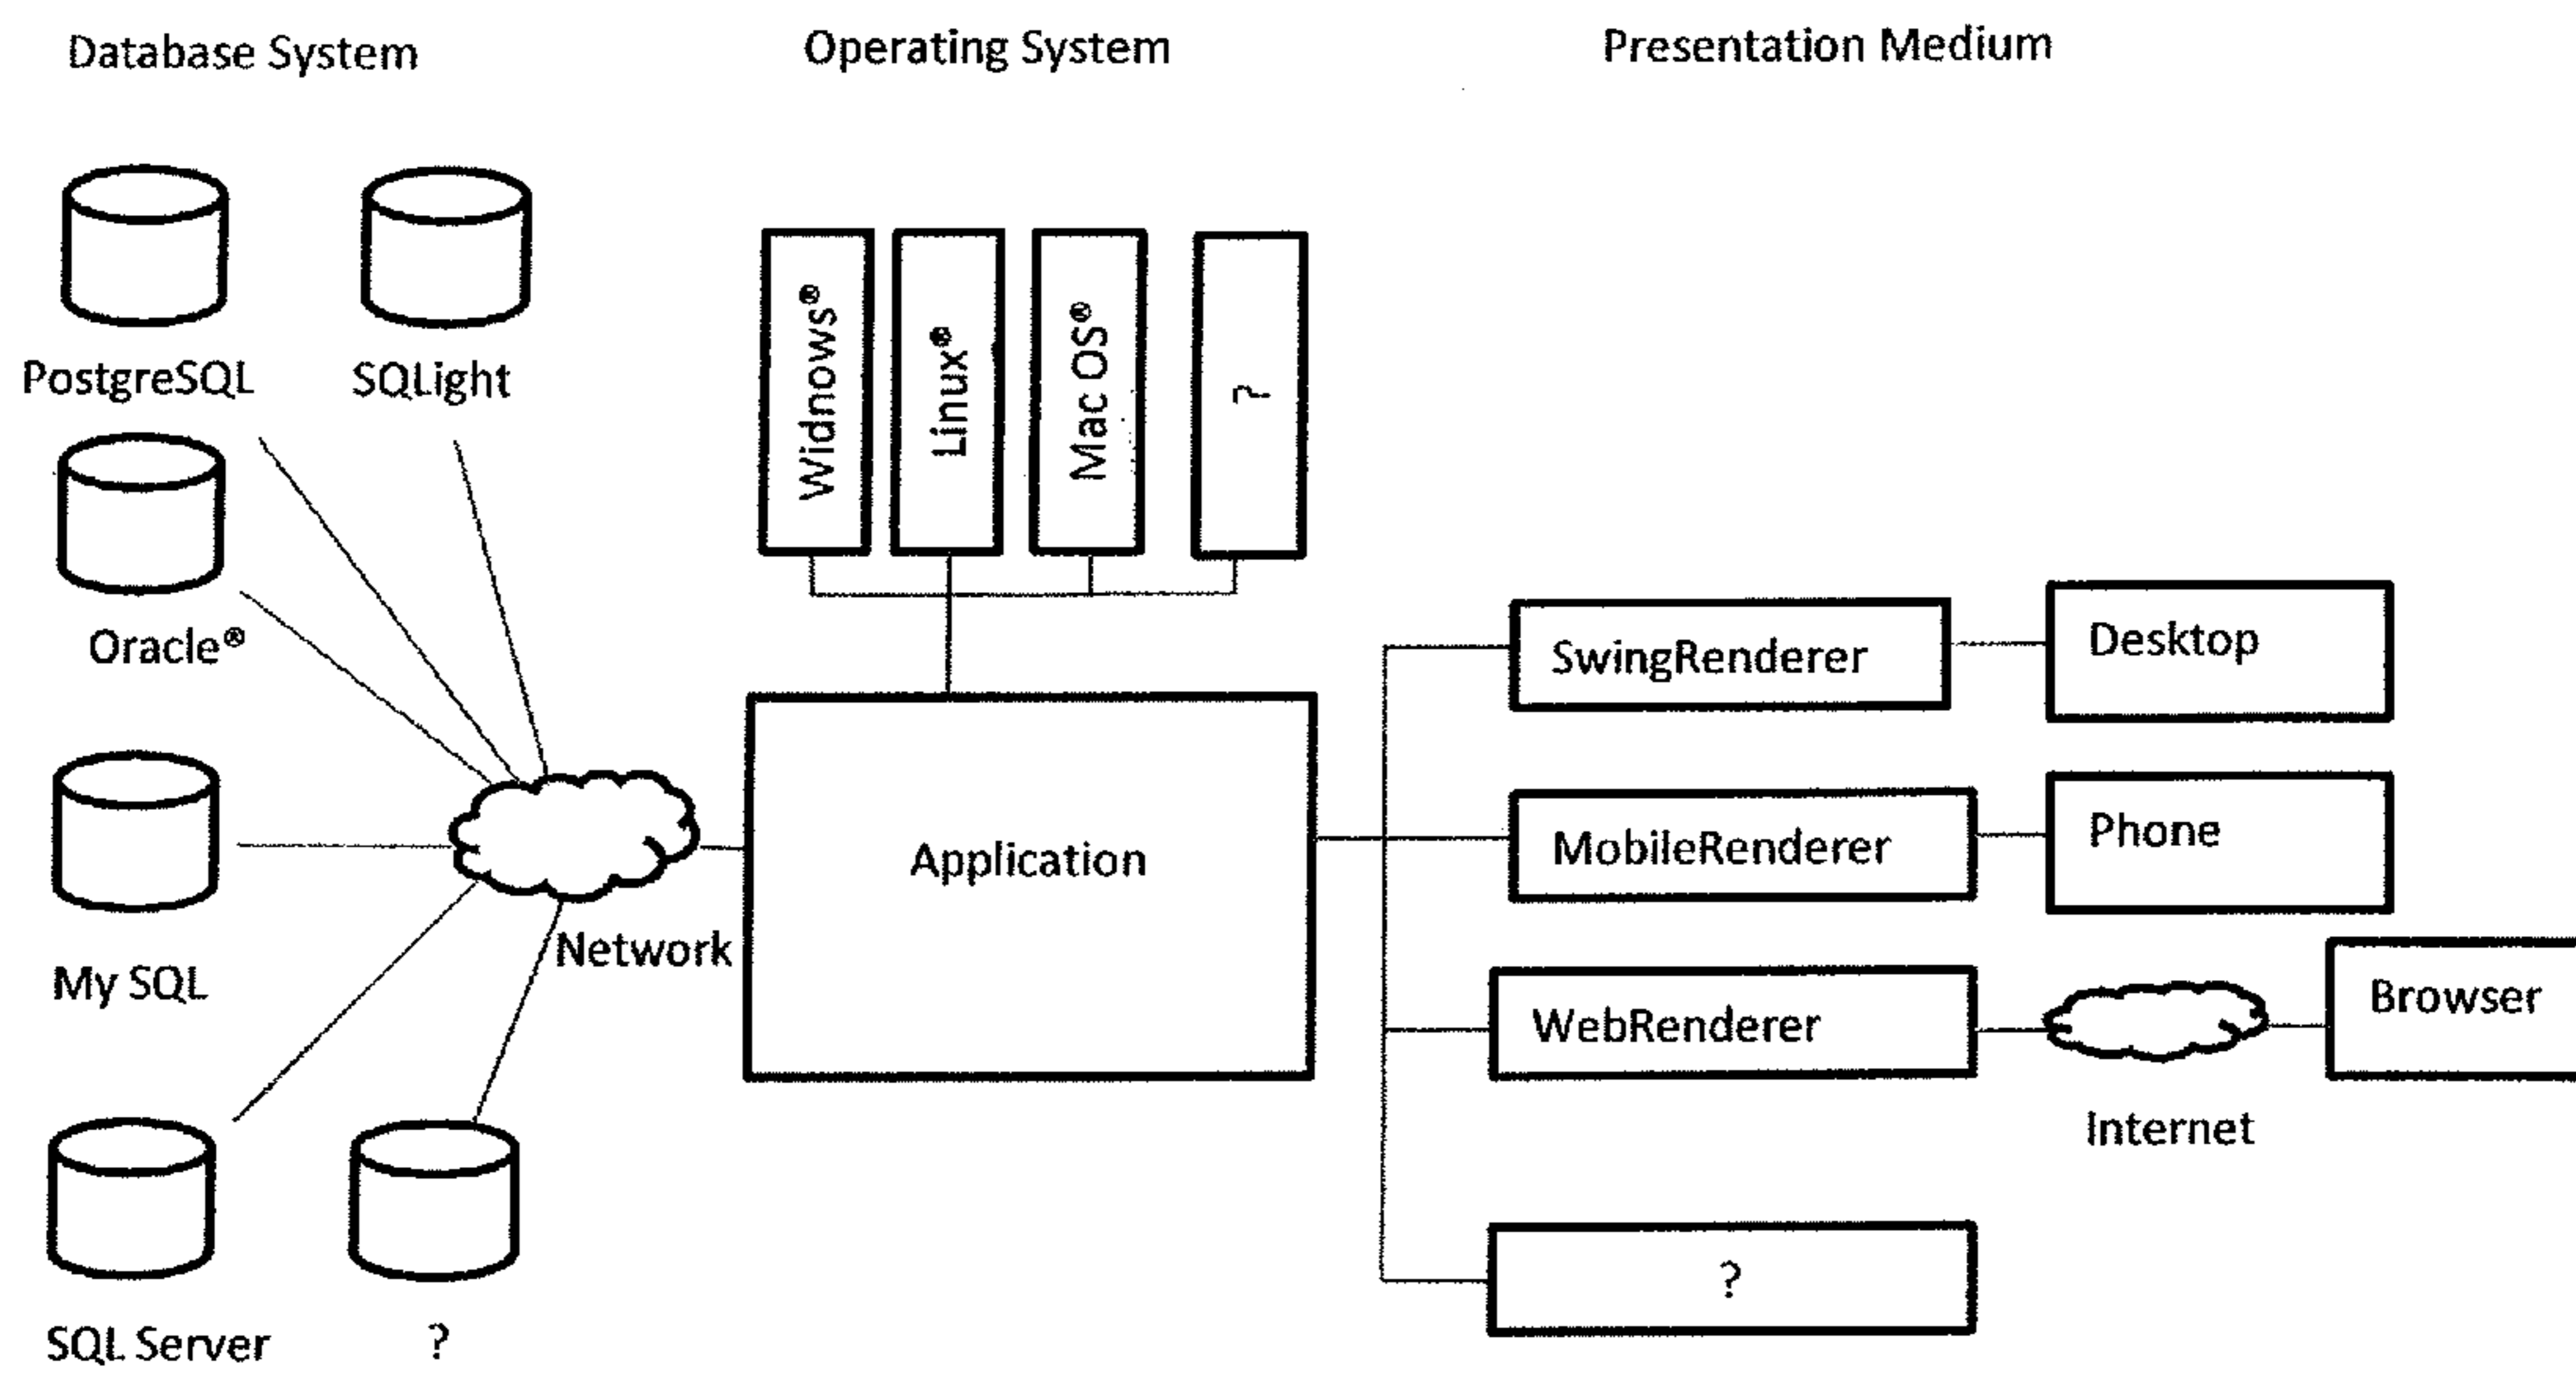 Database System
Operating System
Presentation Medium
PostgreSQL
SQLight
Widnows®
Linux®
Mac OS®
?
Oracle®
SwingRenderer
Desktop
MobileRenderer
Phone
Application
Network
My SQL
WebRenderer
Browser
Internet
?
SQL Server
?